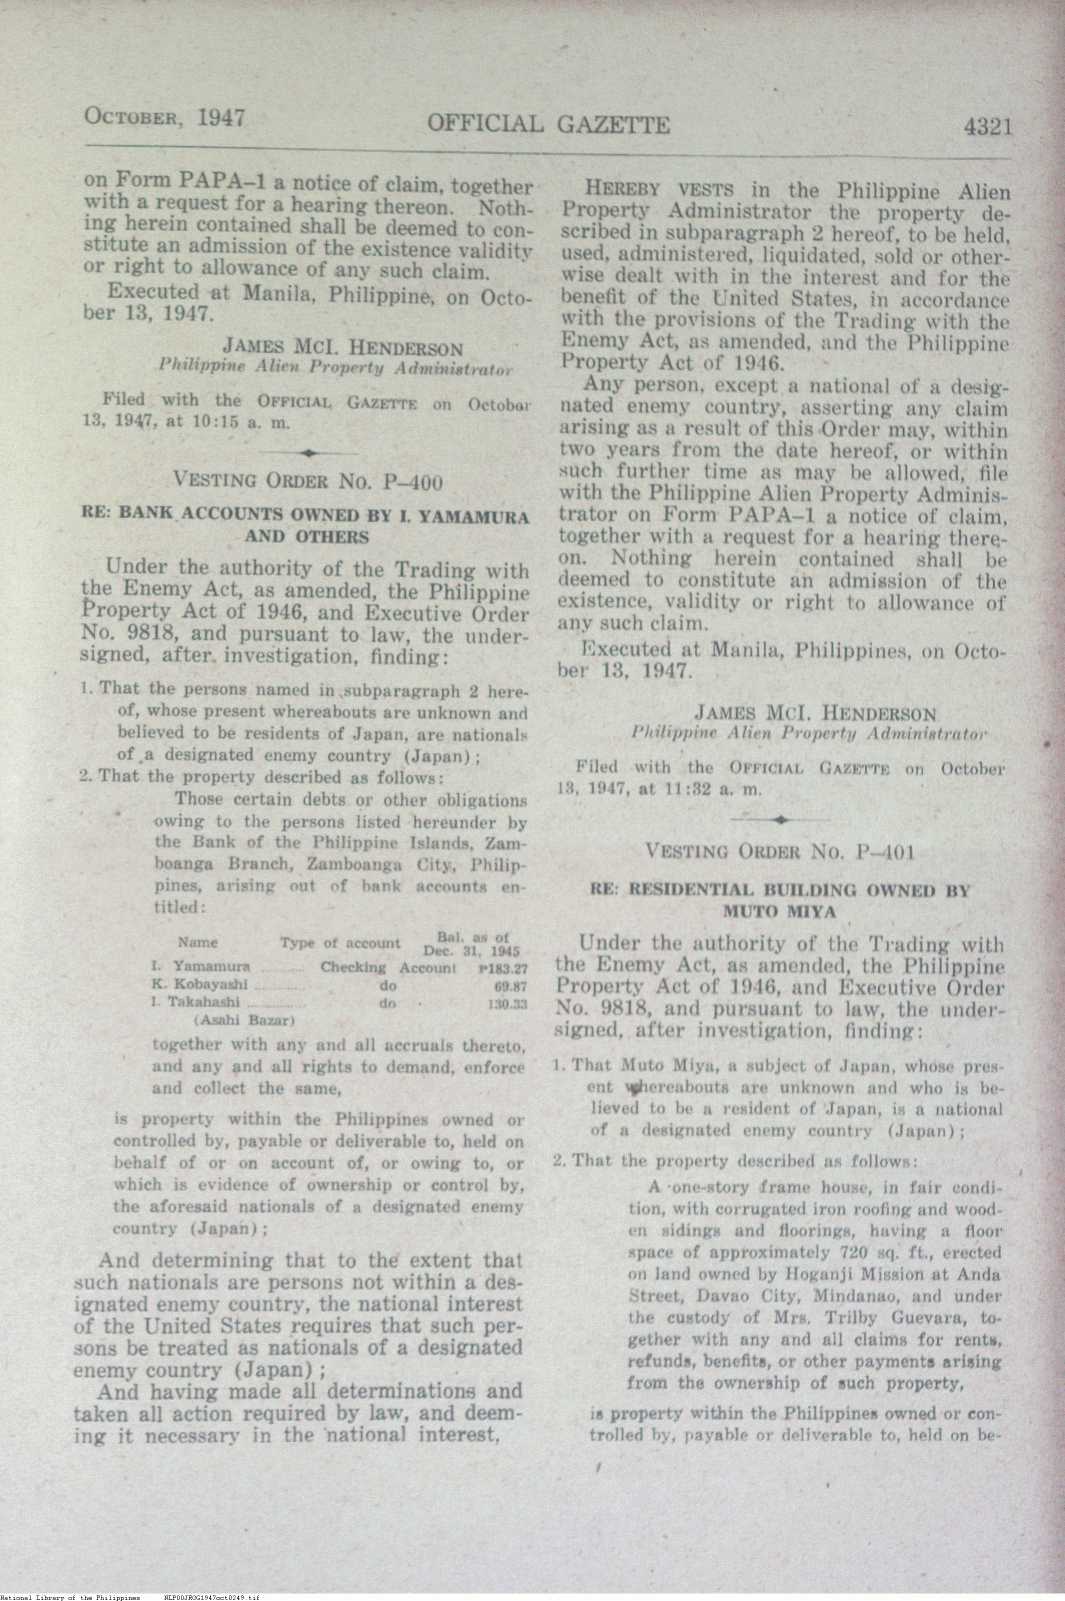 OCTOBER, 1947 OFFICIAL GAZETTE 4321
on Form PAPA–1 a notice of claim, together
with a request for a hearing thereon. Noth-
ing herein contained shall be deemed to con-
stitute an admission of the existence validity
or right to allowance of any such claim.
Executed at Manila, Philippine, on Octo-
ber 13, 1947.
JAMES MCI. HENDERSON
Philippine Alien Property Administrator
Filed with the OFFICIAL GAZETTE on October
13, 1947, at 10:15 a. m.
VESTING ORDER NO. P–400
RE: BANK ACCOUNTS OWNED BY I. YAMAMURA
AND OTHERS
Under the authority of the Trading with
the Enemy Act, as amended, the Philippine
Property Act of 1946, and Executive Order
No. 9818, and pursuant to law, the under-
signed, after investigation, finding:
1. That the persons named in subparagraph 2 here-
of, whose present whereabouts are unknown and
believed to be residents of Japan, are nationals
of a designated enemy country (Japan);
2. That the property described as follows:
Those certain debts or other obligations
owing to the persons listed hereunder by
the Bank of the Philippine Islands, Zam-
boanga Branch, Zamboanga City, Philip-
pines, arising out of bank accounts en-
titled:
Name Type of account Bal. as of
Dec. 31, 1945
I. Yamamura .......... Checking Account ₱183.27
K. Kobayashi .......... do 69.87
I. Takahashi .......... do 130.33
(Asahi Bazar)
together with any and all accruals thereto,
and any and all rights to demand, enforce
and collect the same,
is property within the Philippines owned or
controlled by, payable or deliverable to, held on
behalf of or on account of, or owing to, or
which is evidence of ownership or control by,
the aforesaid nationals of a designated enemy
country (Japan);
And determining that to the extent that
such nationals are persons not within a des-
ignated enemy country, the national interest
of the United States requires that such per-
sons be treated as nationals of a designated
enemy country (Japan);
And having made all determinations and
taken all action required by law, and deem-
ing it necessary in the national interest,
HEREBY VESTS in the Philippine Alien
Property Administrator the property de-
scribed in subparagraph 2 hereof, to be held,
used, administered, liquidated, sold or other-
wise dealt with in the interest and for the
benefit of the United States, in accordance
with the provisions of the Trading with the
Enemy Act, as amended, and the Philippine
Property Act of 1946.
Any person, except a national of a desig-
nated enemy country, asserting any claim
arising as a result of this Order may, within
two years from the date hereof, or within
such further time as may be allowed, file
with the Philippine Alien Property Adminis-
trator on Form PAPA–1 a notice of claim,
together with a request for a hearing there-
on. Nothing herein contained shall be
deemed to constitute an admission of the
existence, validity or right to allowance of
any such claim.
Executed at Manila, Philippines, on Octo-
ber 13, 1947.
JAMES MCI. HENDERSON
Philippine Alien Property Administrator
Filed with the OFFICIAL GAZETTE on October
13, 1947, at 11:32 a. m.
VESTING ORDER NO. P–401
RE: RESIDENTIAL BUILDING OWNED BY
MUTO MIYA
Under the authority of the Trading with
the Enemy Act, as amended, the Philippine
Property Act of 1946, and Executive Order
No. 9818, and pursuant to law, the under-
signed, after investigation, finding:
1. That Muto Miya, a subject of Japan, whose pres-
ent whereabouts are unknown and who is be-
lieved to be a resident of Japan, is a national
of a designated enemy country (Japan);
2. That the property described as follows:
A one-story frame house, in fair condi-
tion, with corrugated iron roofing and wood-
en sidings and floorings, having a floor
space of approximately 720 sq. ft., erected
on land owned by Hoganji Mission at Anda
Street, Davao City, Mindanao, and under
the custody of Mrs. Trilby Guevara, to-
gether with any and all claims for rents,
refunds, benefits, or other payments arising
from the ownership of such property,
is property within the Philippines owned or con-
trolled by, payable or deliverable to, held on be-
National Library of the Philippines NLP00JROG1947oct0249.tif